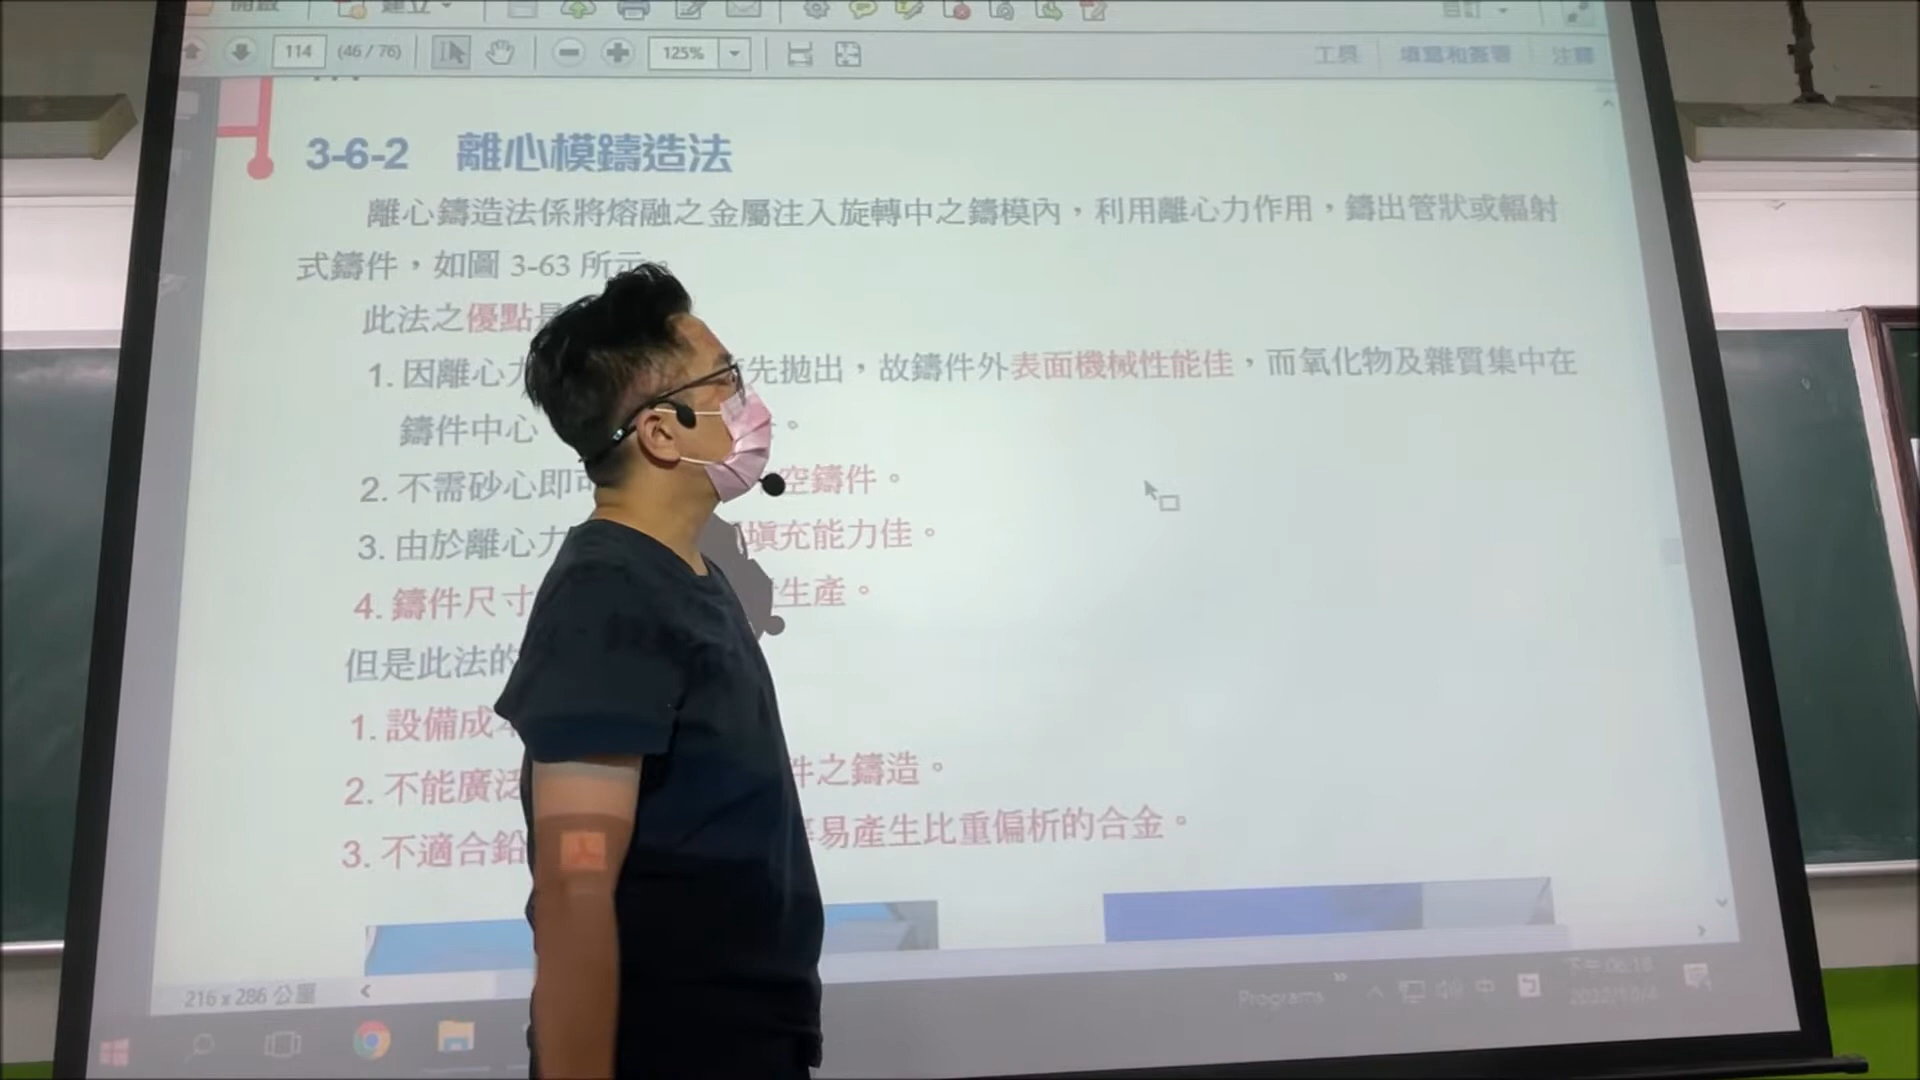 開啟 建立
114 (46 / 76) 125% 工具 填寫和簽署 注釋
3-6-2 離心模鑄造法
離心鑄造法係將熔融之金屬注入旋轉中之鑄模內，利用離心力作用，鑄出管狀或輻射
式鑄件，如圖 3-63 所示。
此法之優點是
1. 因離心力 先拋出，故鑄件外表面機械性能佳，而氧化物及雜質集中在
鑄件中心 。
2. 不需砂心即可 空鑄件。
3. 由於離心力 填充能力佳。
4. 鑄件尺寸 生產。
但是此法的
1. 設備成本
2. 不能廣泛 件之鑄造。
3. 不適合鉛 易產生比重偏析的合金。
216 x 286 公厘
Programs 中